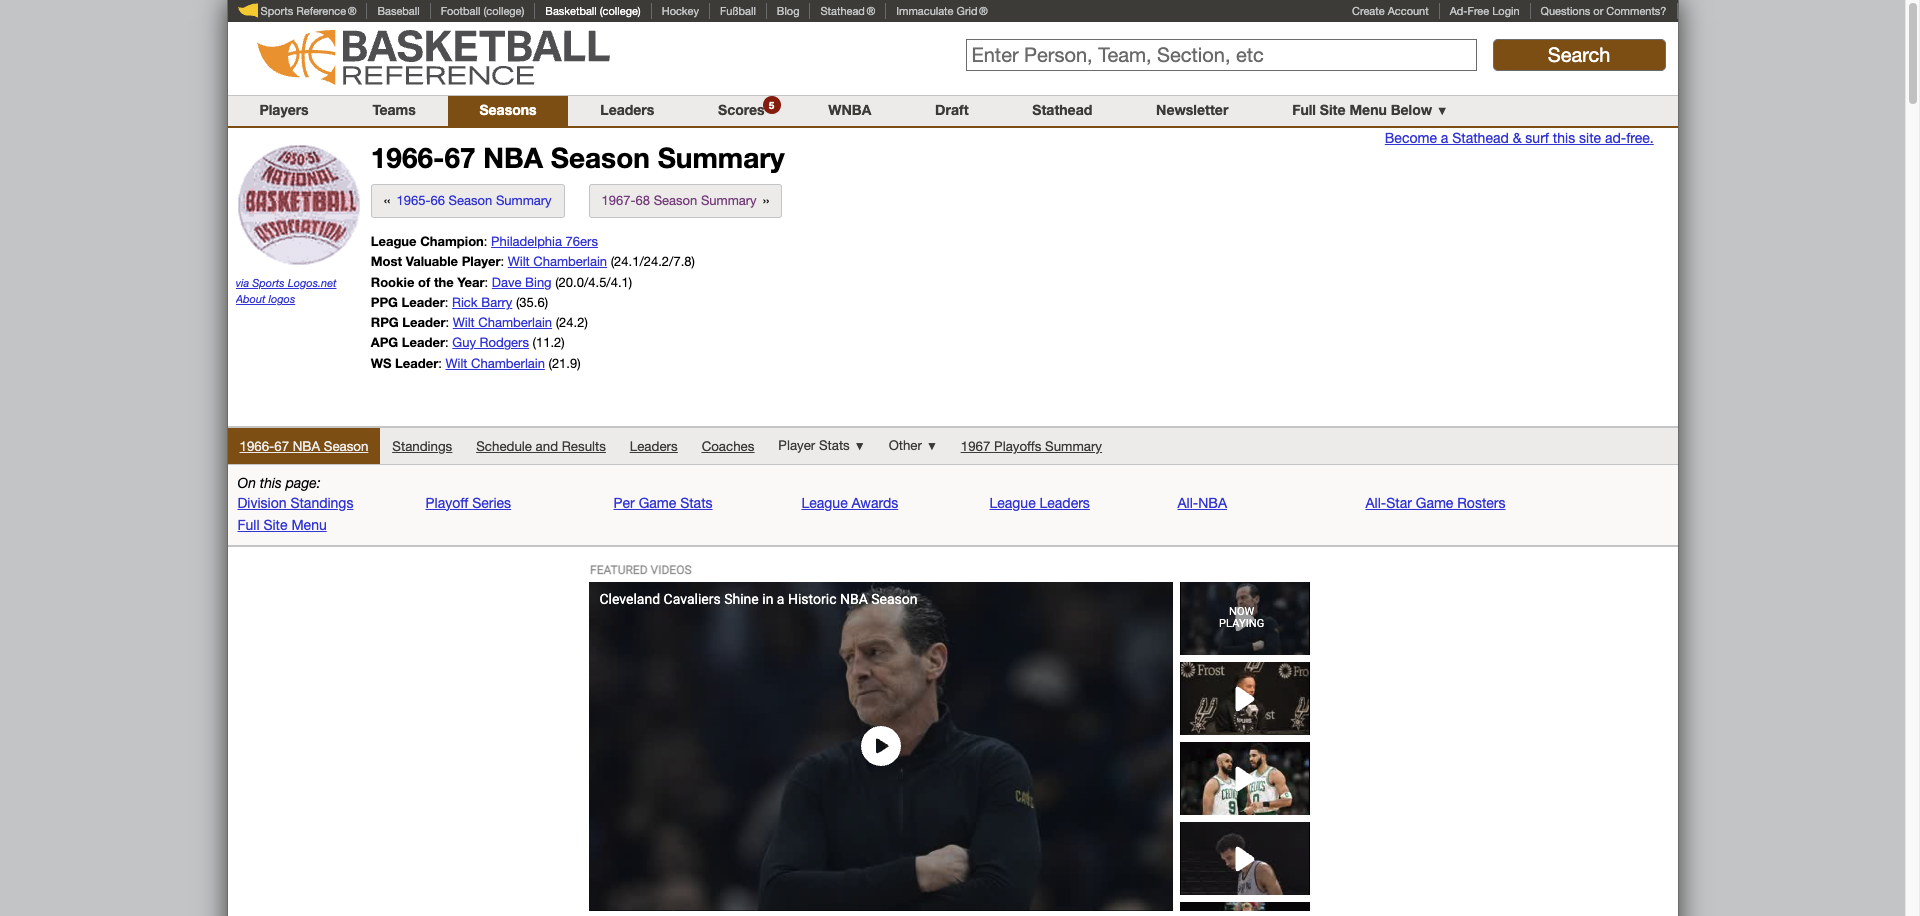 Sports Reference®
Baseball
Football (college)
Basketball (college)
Hockey
Fußball
Blog
Stathead®
Immaculate Grid®
Create Account
Ad-Free Login
Questions or Comments?
BASKETBALL
REFERENCE
Enter Person, Team, Section, etc
Search
Players
Teams
Seasons
Leaders
Scores
5
WNBA
Draft
Stathead
Newsletter
Full Site Menu Below ▼
Become a Stathead & surf this site ad-free.
1950-51
NATIONAL
BASKETBALL
ASSOCIATION
via Sports Logos.net
About logos
1966-67 NBA Season Summary
« 1965-66 Season Summary
1967-68 Season Summary »
League Champion: Philadelphia 76ers
Most Valuable Player: Wilt Chamberlain (24.1/24.2/7.8)
Rookie of the Year: Dave Bing (20.0/4.5/4.1)
PPG Leader: Rick Barry (35.6)
RPG Leader: Wilt Chamberlain (24.2)
APG Leader: Guy Rodgers (11.2)
WS Leader: Wilt Chamberlain (21.9)
1966-67 NBA Season
Standings
Schedule and Results
Leaders
Coaches
Player Stats ▼
Other ▼
1967 Playoffs Summary
On this page:
Division Standings
Playoff Series
Per Game Stats
League Awards
League Leaders
All-NBA
All-Star Game Rosters
Full Site Menu
FEATURED VIDEOS
Cleveland Cavaliers Shine in a Historic NBA Season
NOW
PLAYING
Frost
Fro
st
9
0